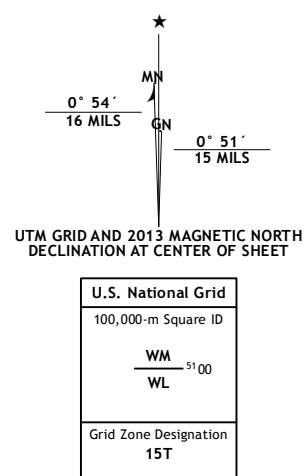 ★
MN
0° 54´
16 MILS
GN
0° 51´
15 MILS
UTM GRID AND 2013 MAGNETIC NORTH
DECLINATION AT CENTER OF SHEET
U.S. National Grid
100,000-m Square ID
WM
5100
WL
Grid Zone Designation
15T